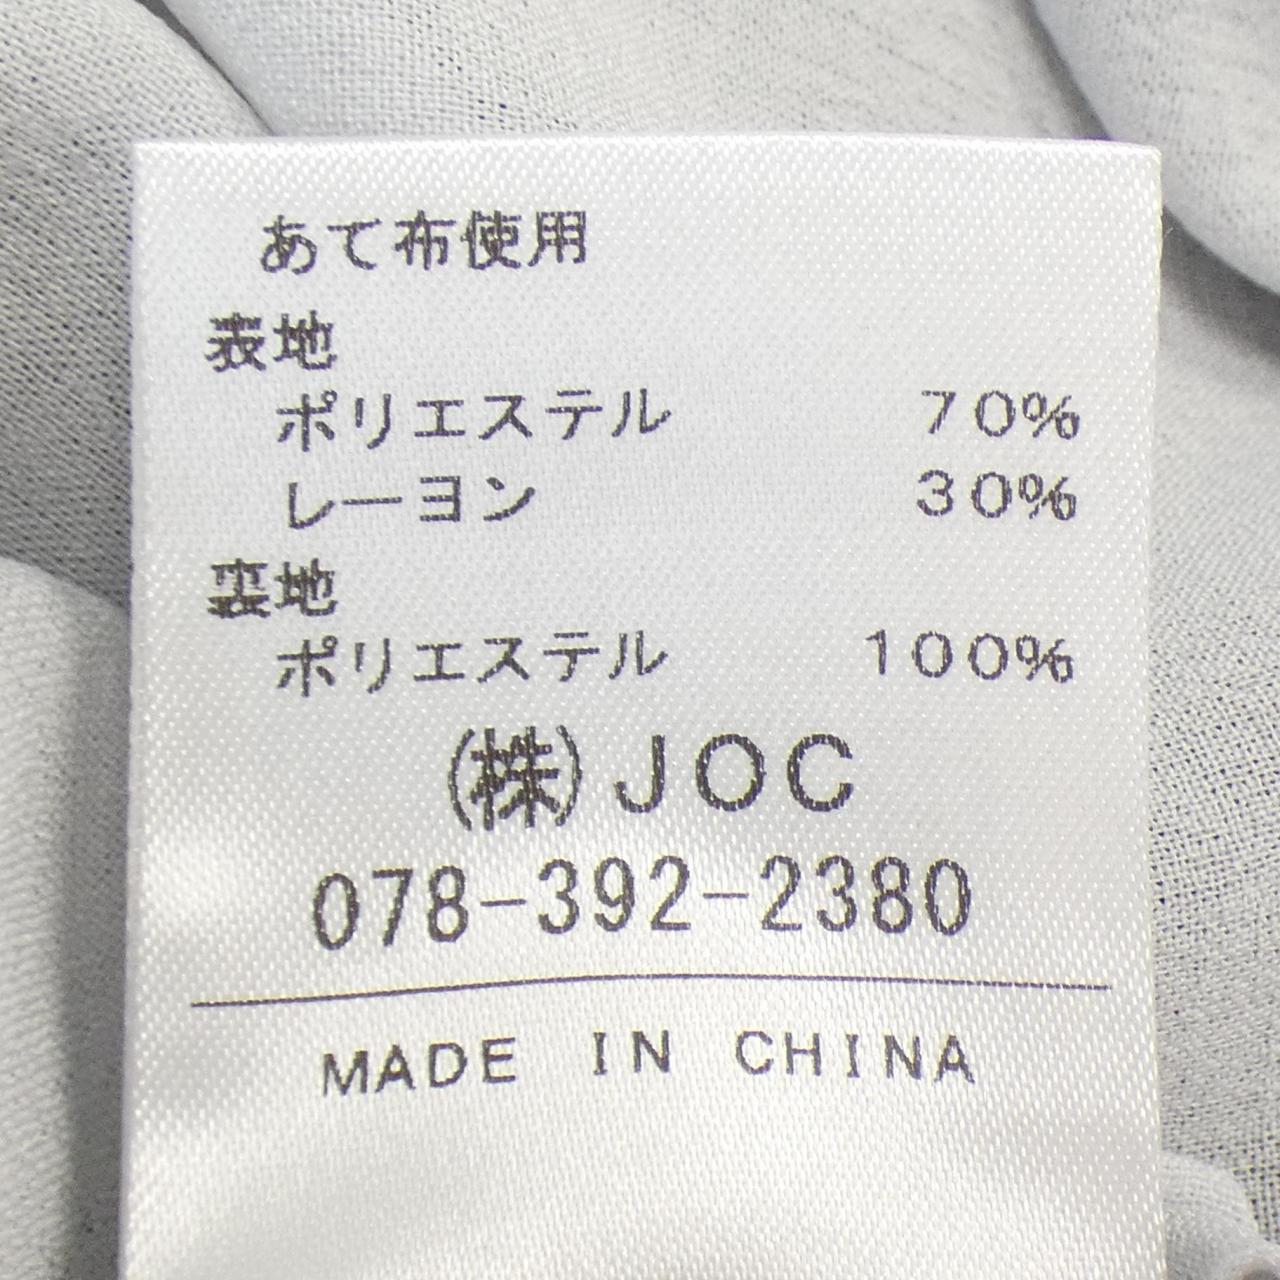 あて布使用
表地
ポリエステル 70%
レーヨン 30%
裏地
ポリエステル 100%
(株)JOC
078-392-2380
MADE IN CHINA